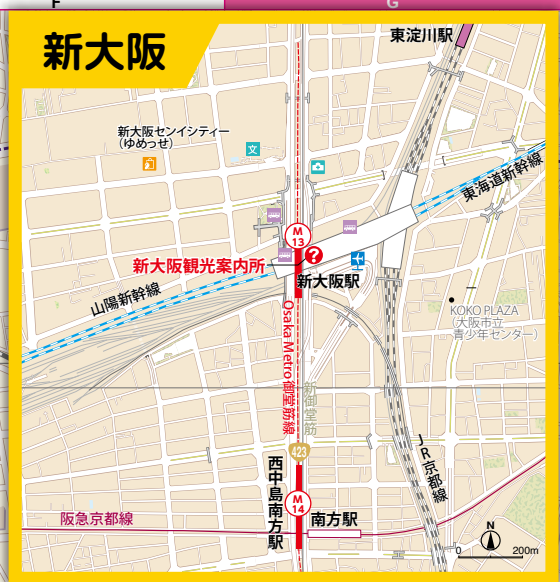 F
G
新大阪
東淀川駅
新大阪センイシティー
(ゆめっせ)
文
東海道新幹線
M
13
?
新大阪観光案内所
新大阪駅
山陽新幹線
KOKO PLAZA
(大阪市立
青少年センター)
Osaka Metro御堂筋線
新御堂筋
423
JR京都線
西中島南方駅
M
14
南方駅
阪急京都線
N
0
200m